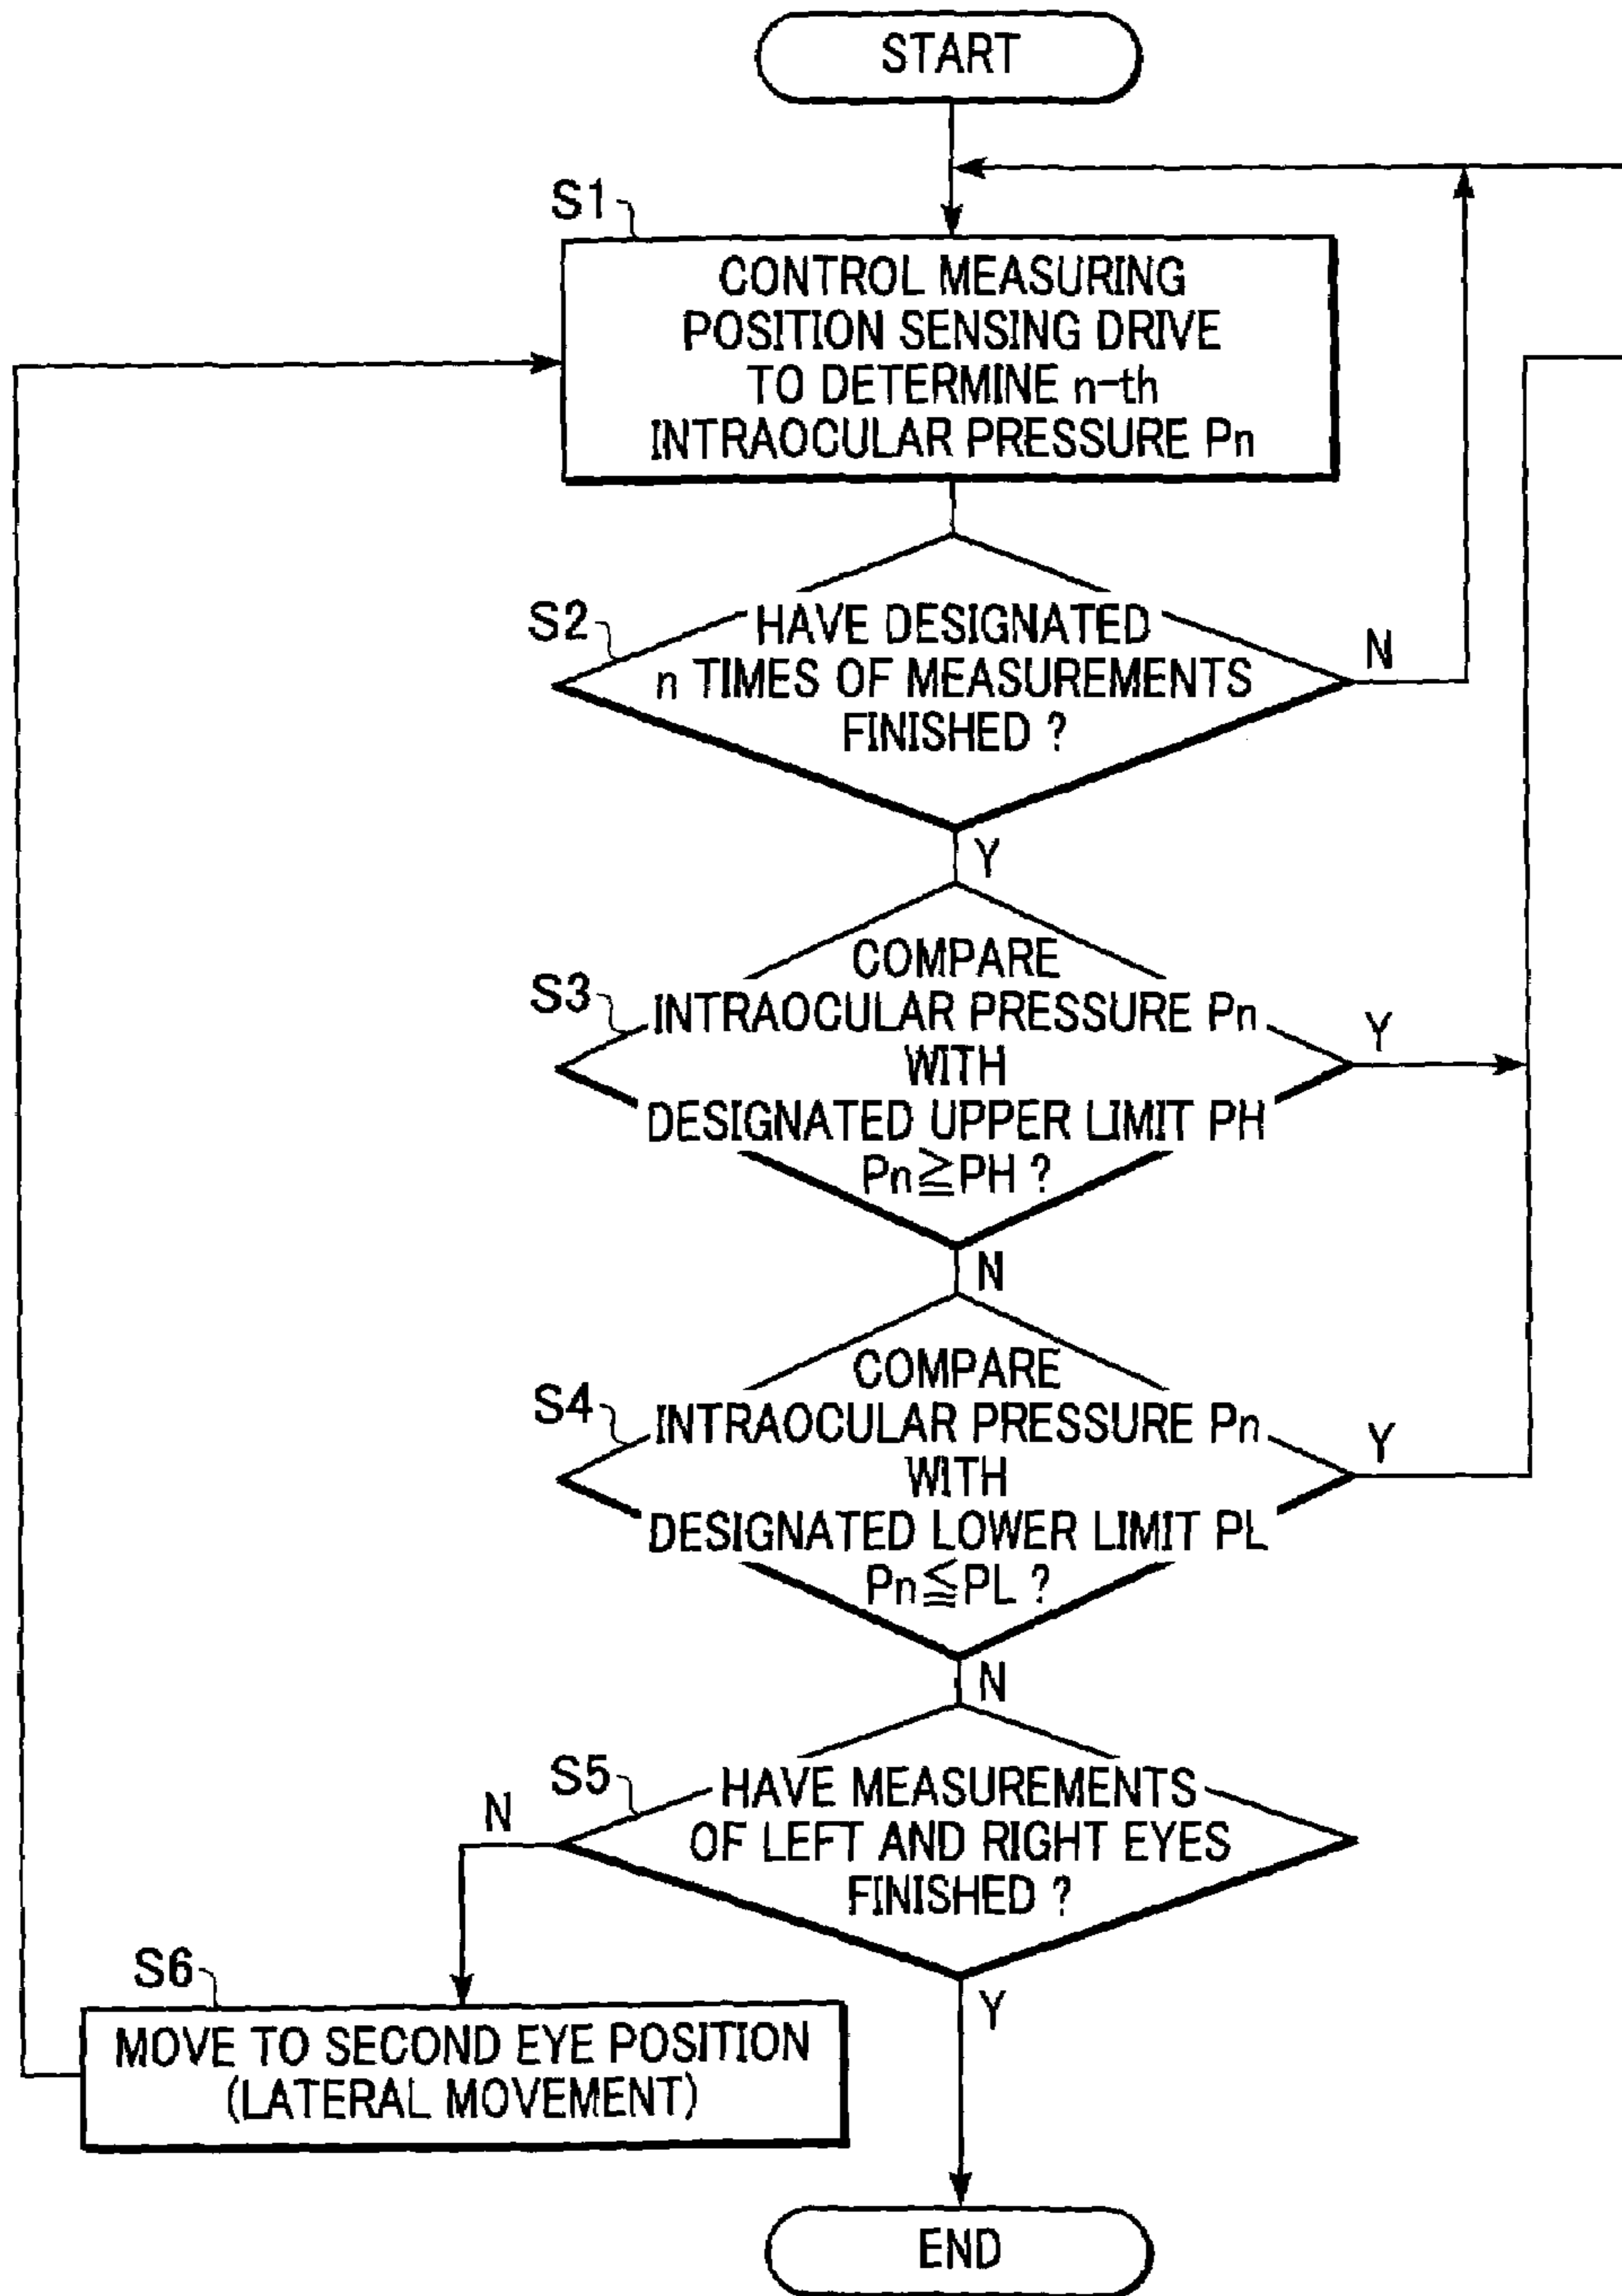 START
S1
CONTROL MEASURING
POSITION SENSING DRIVE
TO DETERMINE n-th
INTRAOCULAR PRESSURE Pn
S2
HAVE DESIGNATED
n TIMES OF MEASUREMENTS
FINISHED ?
N
Y
S3
COMPARE
INTRAOCULAR PRESSURE Pn
WITH
DESIGNATED UPPER LIMIT PH
Pn≧PH ?
Y
N
S4
COMPARE
INTRAOCULAR PRESSURE Pn
WITH
DESIGNATED LOWER LIMIT PL
Pn≦PL ?
Y
N
S5
HAVE MEASUREMENTS
OF LEFT AND RIGHT EYES
FINISHED ?
N
Y
S6
MOVE TO SECOND EYE POSITION
(LATERAL MOVEMENT)
END